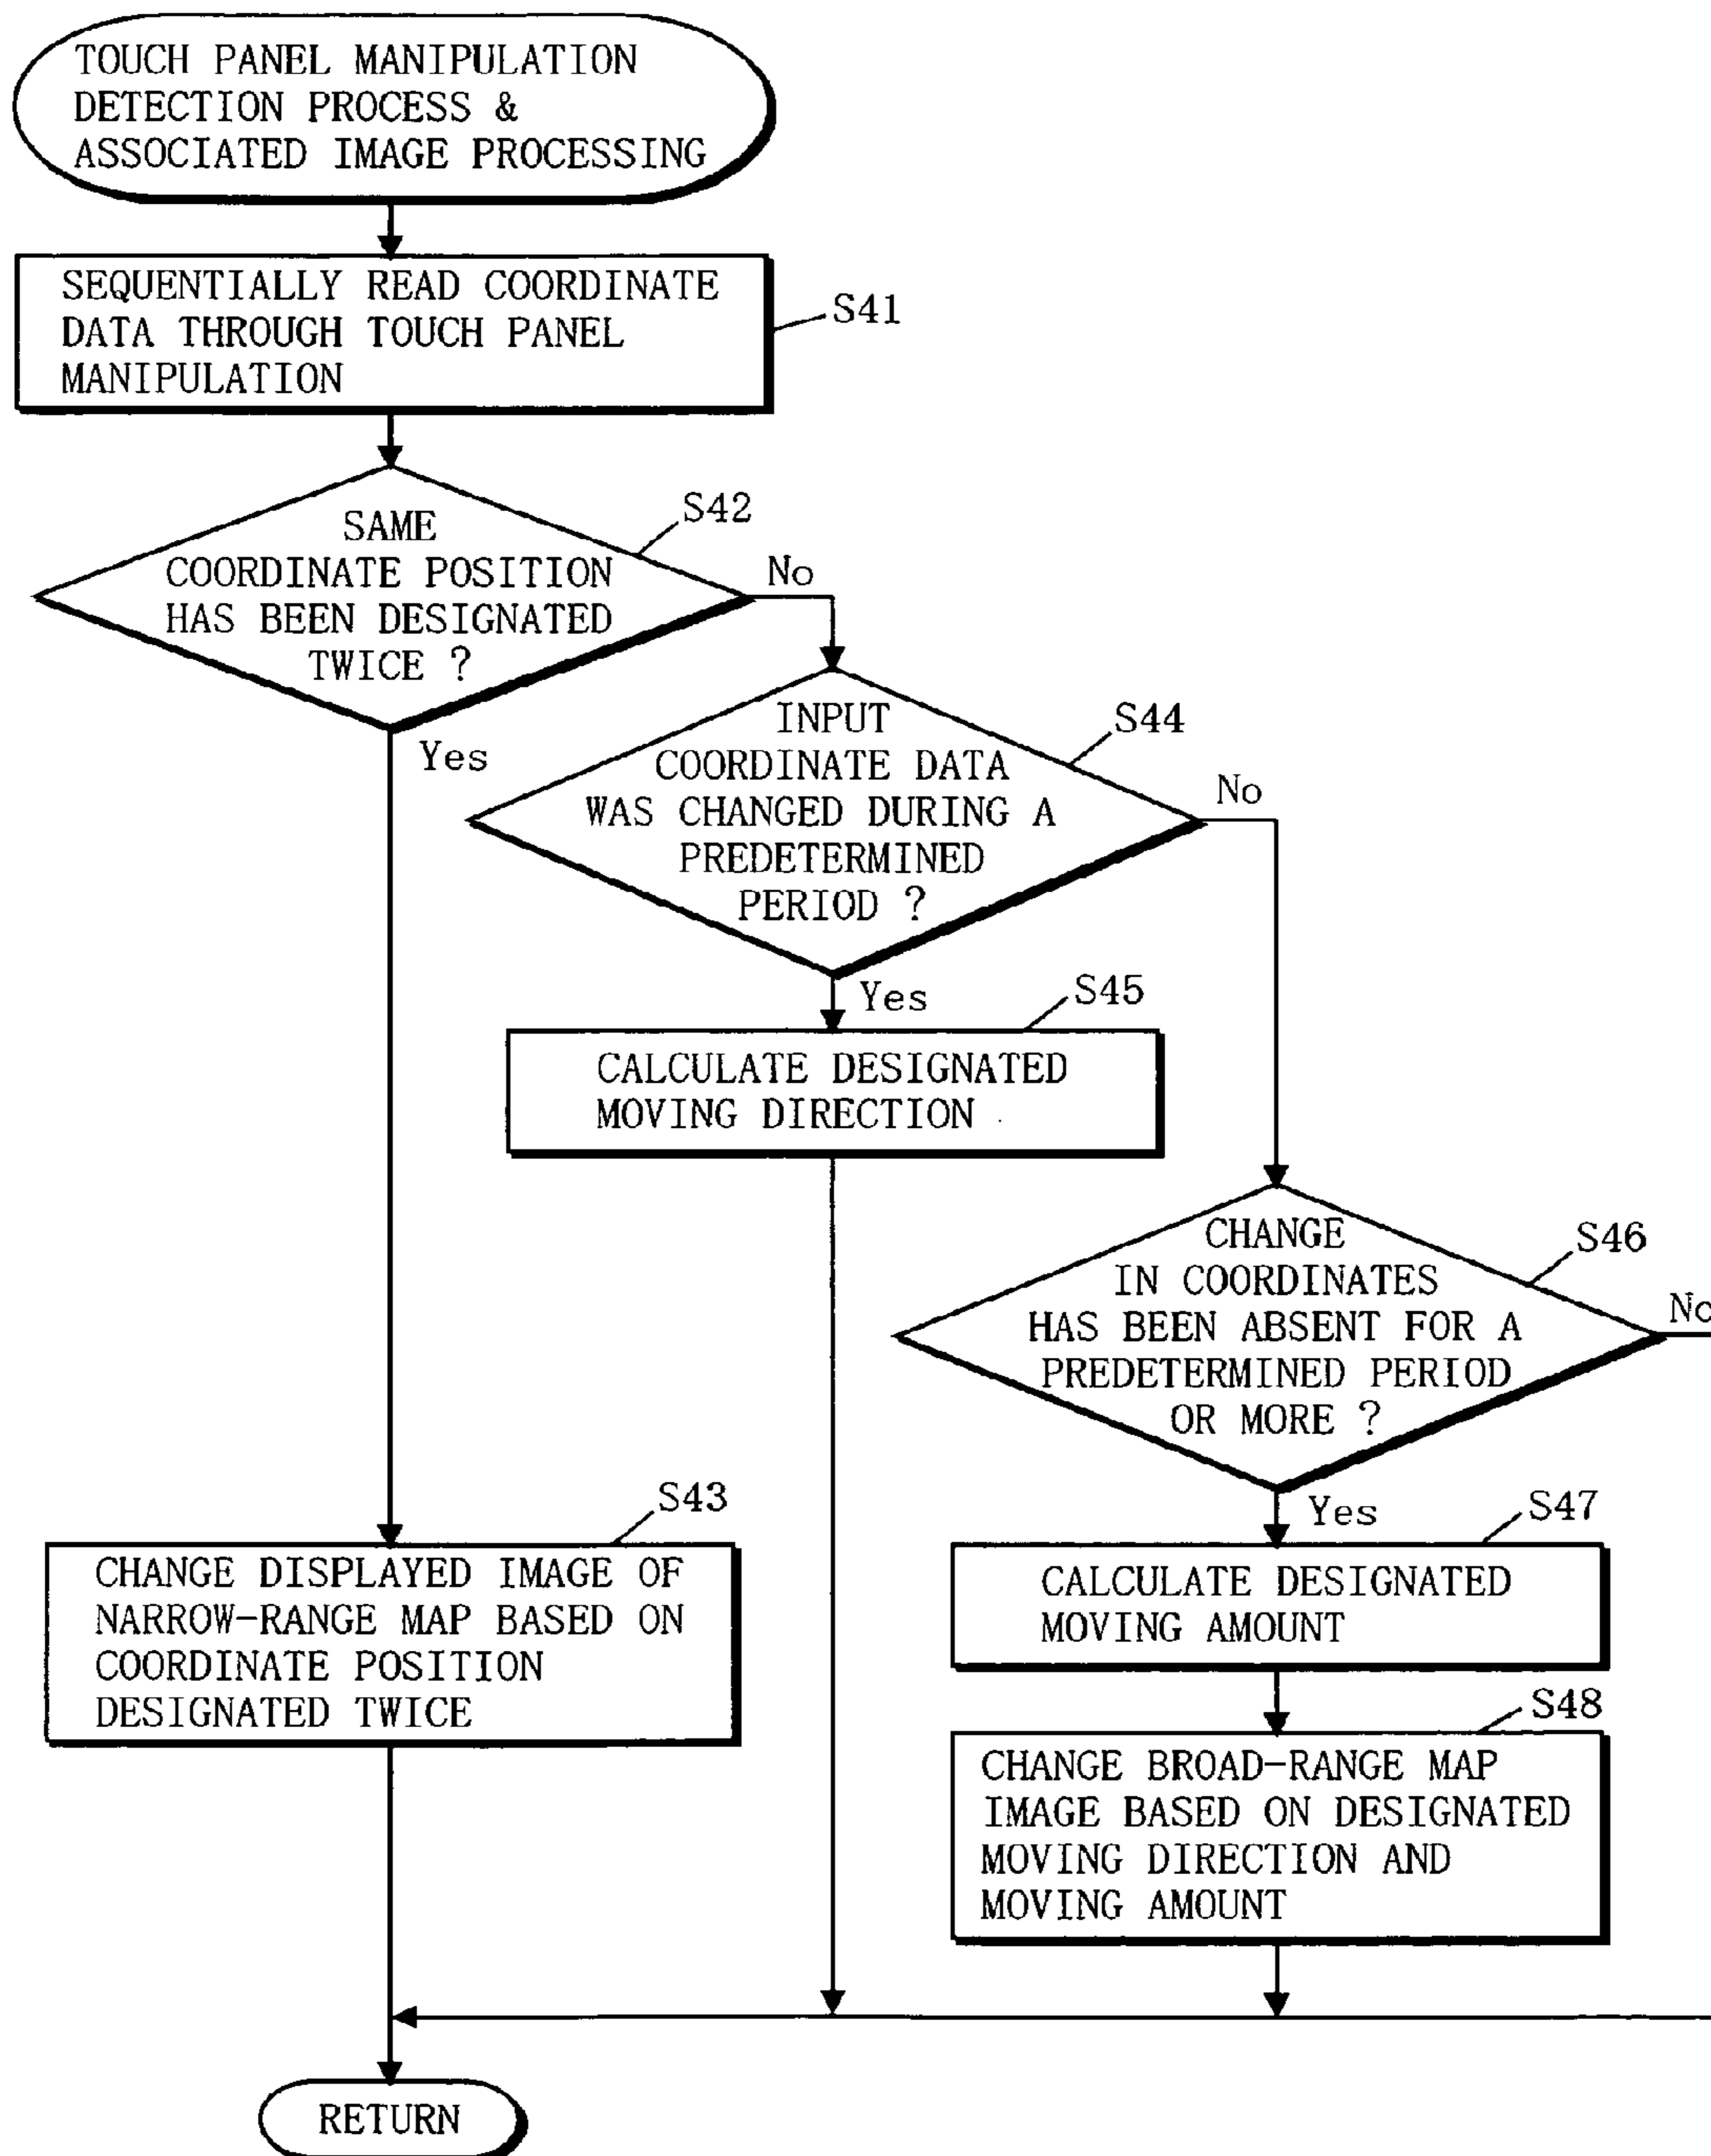 TOUCH PANEL MANIPULATION
DETECTION PROCESS &
ASSOCIATED IMAGE PROCESSING
SEQUENTIALLY READ COORDINATE
DATA THROUGH TOUCH PANEL
MANIPULATION
S41
SAME
COORDINATE POSITION
HAS BEEN DESIGNATED
TWICE ?
S42
No
Yes
INPUT
COORDINATE DATA
WAS CHANGED DURING A
PREDETERMINED
PERIOD ?
S44
No
Yes
S45
CALCULATE DESIGNATED
MOVING DIRECTION
CHANGE
IN COORDINATES
HAS BEEN ABSENT FOR A
PREDETERMINED PERIOD
OR MORE ?
S46
No
Yes
S43
CHANGE DISPLAYED IMAGE OF
NARROW-RANGE MAP BASED ON
COORDINATE POSITION
DESIGNATED TWICE
S47
CALCULATE DESIGNATED
MOVING AMOUNT
S48
CHANGE BROAD-RANGE MAP
IMAGE BASED ON DESIGNATED
MOVING DIRECTION AND
MOVING AMOUNT
RETURN